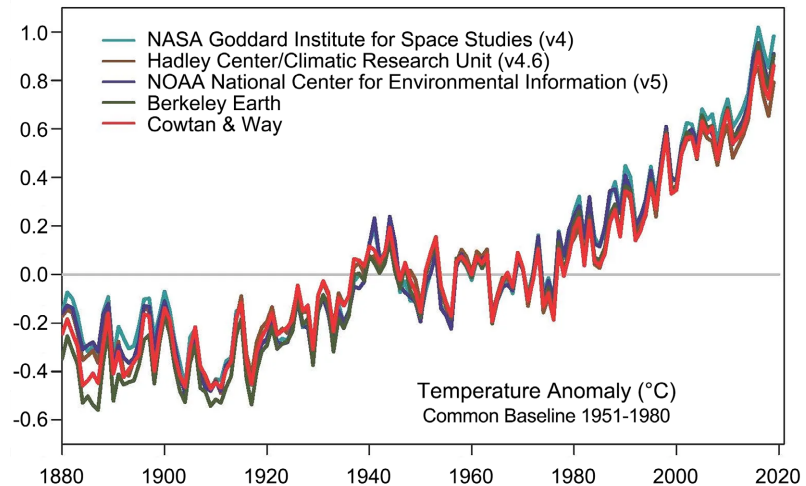 1.0
0.8
0.6
0.4
0.2
0.0
-0.2
-0.4
-0.6
NASA Goddard Institute for Space Studies (v4)
Hadley Center/Climatic Research Unit (v4.6)
NOAA National Center for Environmental Information (v5)
Berkeley Earth
Cowtan & Way
Temperature Anomaly (°C)
Common Baseline 1951-1980
1880 1900 1920 1940 1960 1980 2000 2020